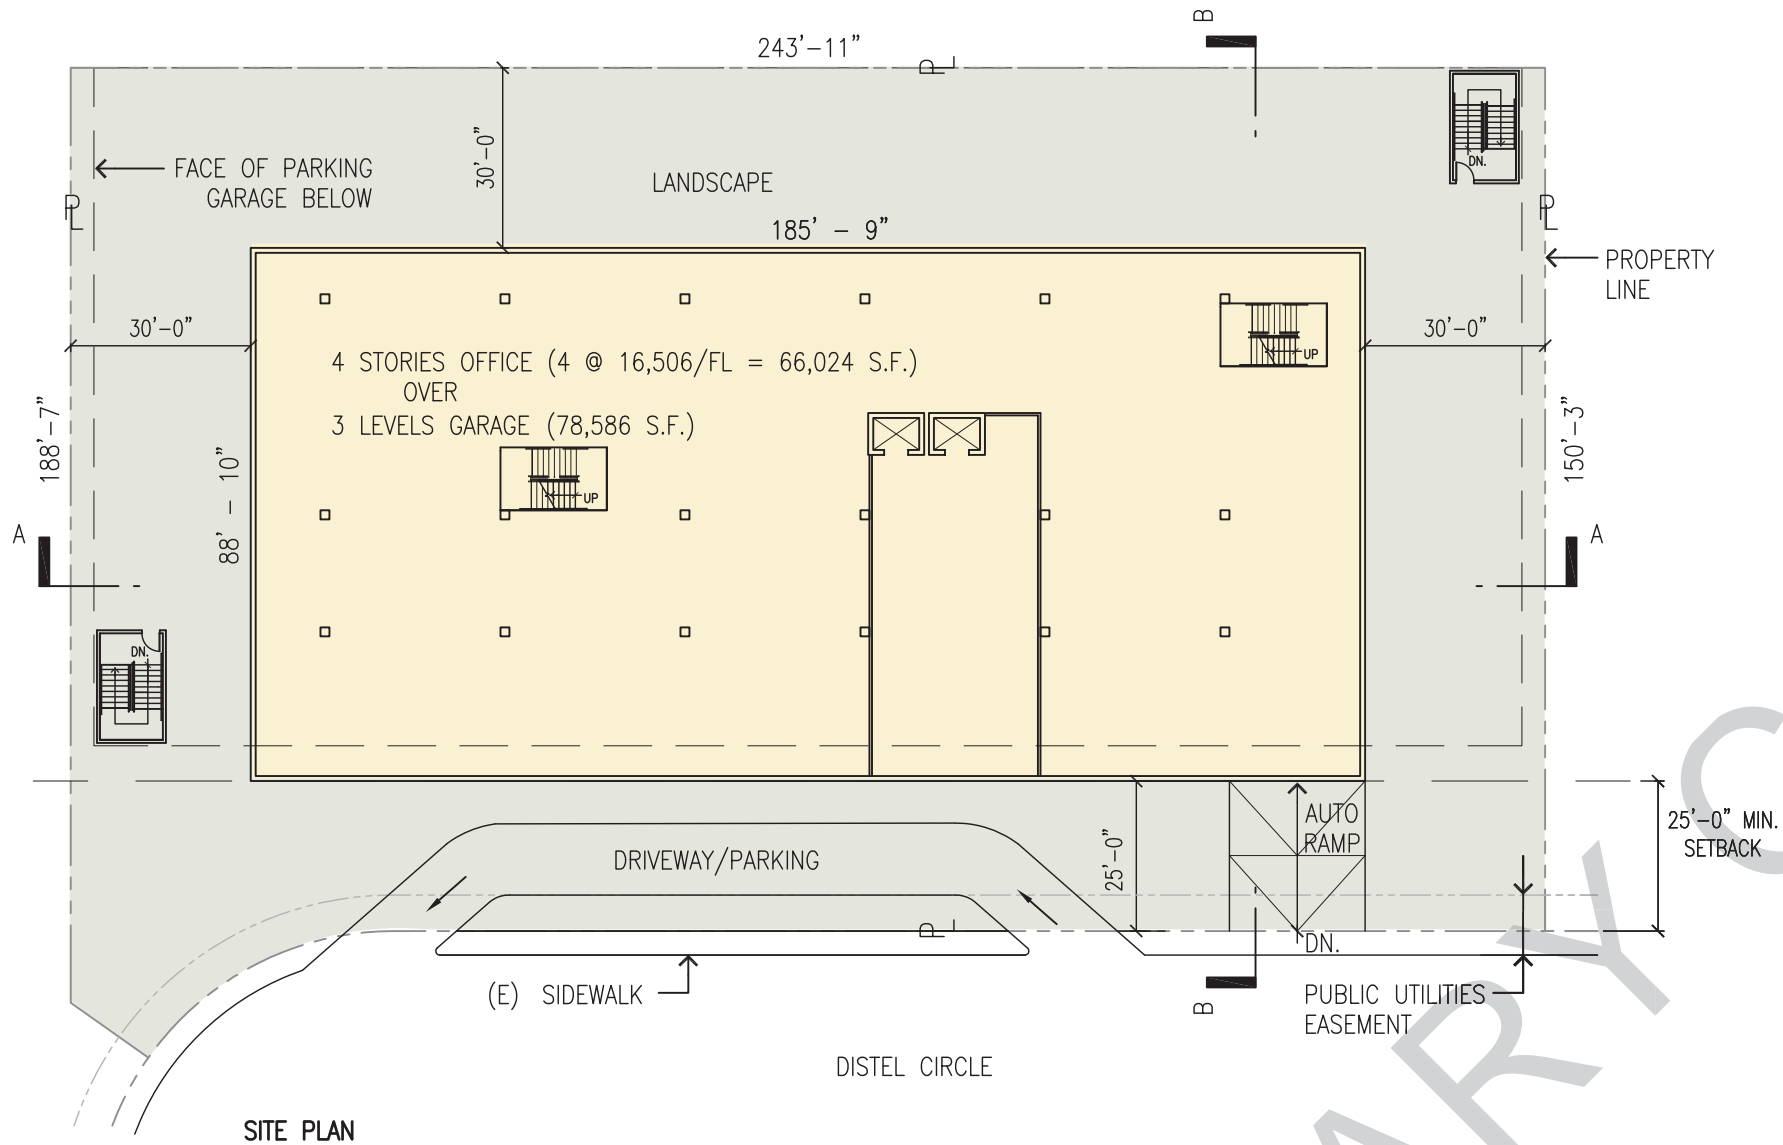 B
243'-11"
PL
30'-0"
FACE OF PARKING
GARAGE BELOW
LANDSCAPE
DN.
PL
PL
185' - 9"
PROPERTY
LINE
30'-0"
30'-0"
UP
4 STORIES OFFICE (4 @ 16,506/FL = 66,024 S.F.)
OVER
3 LEVELS GARAGE (78,586 S.F.)
188'-7"
150'-3"
88' - 10"
UP
A
A
DN.
AUTO
RAMP
25'-0" MIN.
SETBACK
25'-0"
DRIVEWAY/PARKING
PL
DN.
(E) SIDEWALK
B
PUBLIC UTILITIES
EASEMENT
DISTEL CIRCLE
SITE PLAN
ARY C